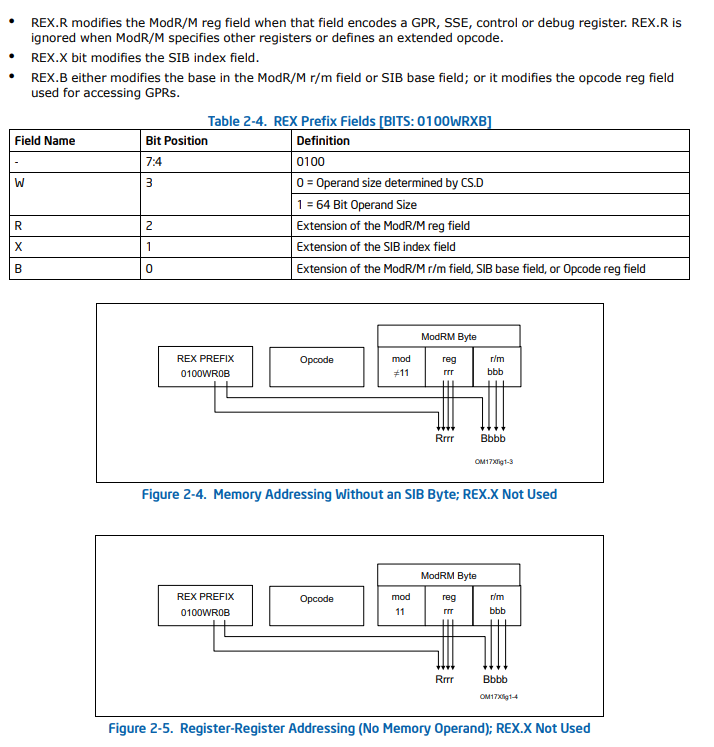 • REX.R modifies the ModR/M reg field when that field encodes a GPR, SSE, control or debug register. REX.R is
ignored when ModR/M specifies other registers or defines an extended opcode.
• REX.X bit modifies the SIB index field.
• REX.B either modifies the base in the ModR/M r/m field or SIB base field; or it modifies the opcode reg field
used for accessing GPRs.
Table 2-4. REX Prefix Fields [BITS: 0100WRXB]
Field Name Bit Position Definition
- 7:4 0100
W 3 0 = Operand size determined by CS.D
1 = 64 Bit Operand Size
R 2 Extension of the ModR/M reg field
X 1 Extension of the SIB index field
B 0 Extension of the ModR/M r/m field, SIB base field, or Opcode reg field
ModRM Byte
REX PREFIX Opcode mod reg r/m
0100WR0B ≠11 rrr bbb
Rrrr Bbbb
OM17Xfig1-3
Figure 2-4. Memory Addressing Without an SIB Byte; REX.X Not Used
ModRM Byte
REX PREFIX Opcode mod reg r/m
0100WR0B 11 rrr bbb
Rrrr Bbbb
OM17Xfig1-4
Figure 2-5. Register-Register Addressing (No Memory Operand); REX.X Not Used